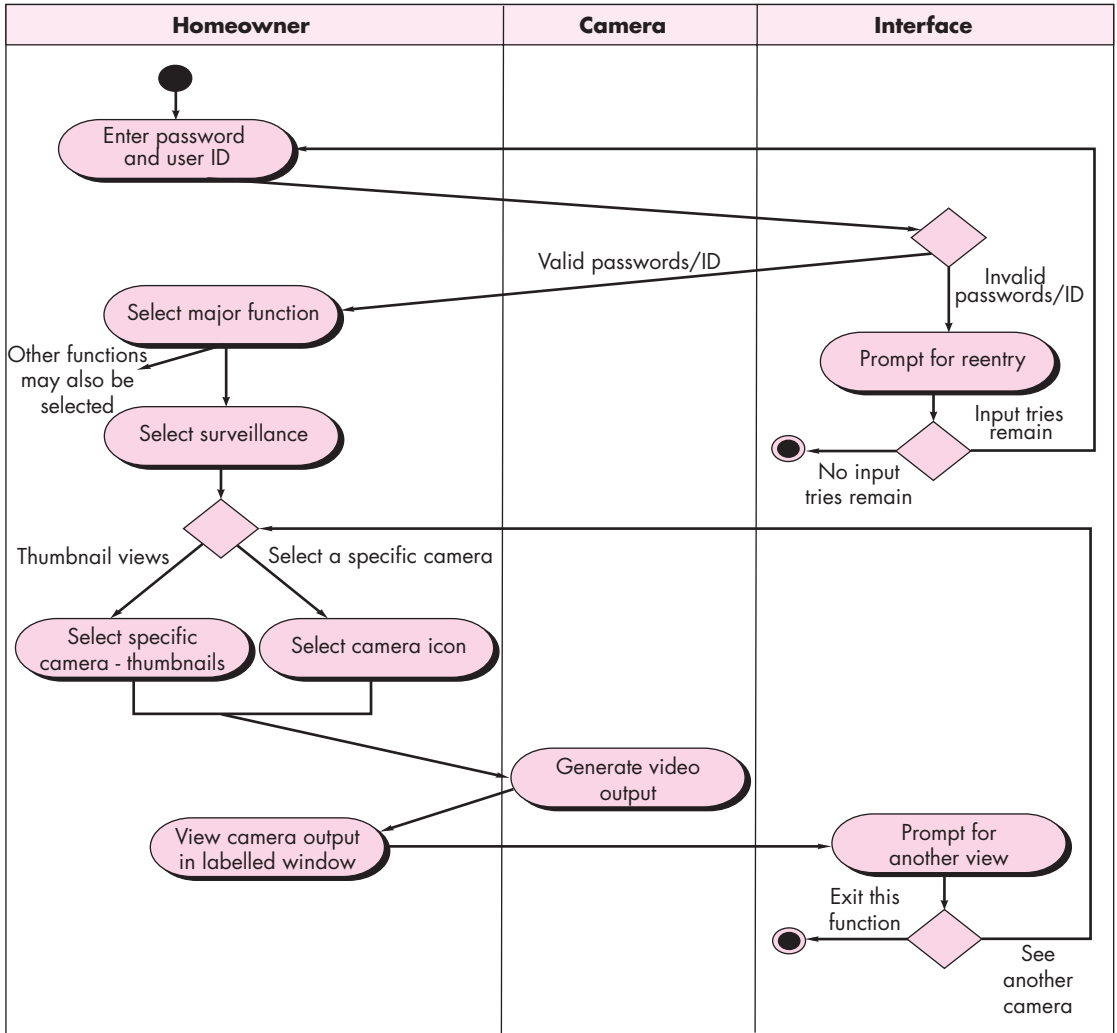 Homeowner
Camera
Interface
Enter password
and user ID
Valid passwords/ID
Invalid
passwords/ID
Select major function
Prompt for reentry
Other functions
may also be
selected
Input tries
remain
Select surveillance
No input
tries remain
Thumbnail views
Select a specific camera
Select specific
camera - thumbnails
Select camera icon
Generate video
output
View camera output
in labelled window
Prompt for
another view
Exit this
function
See
another
camera